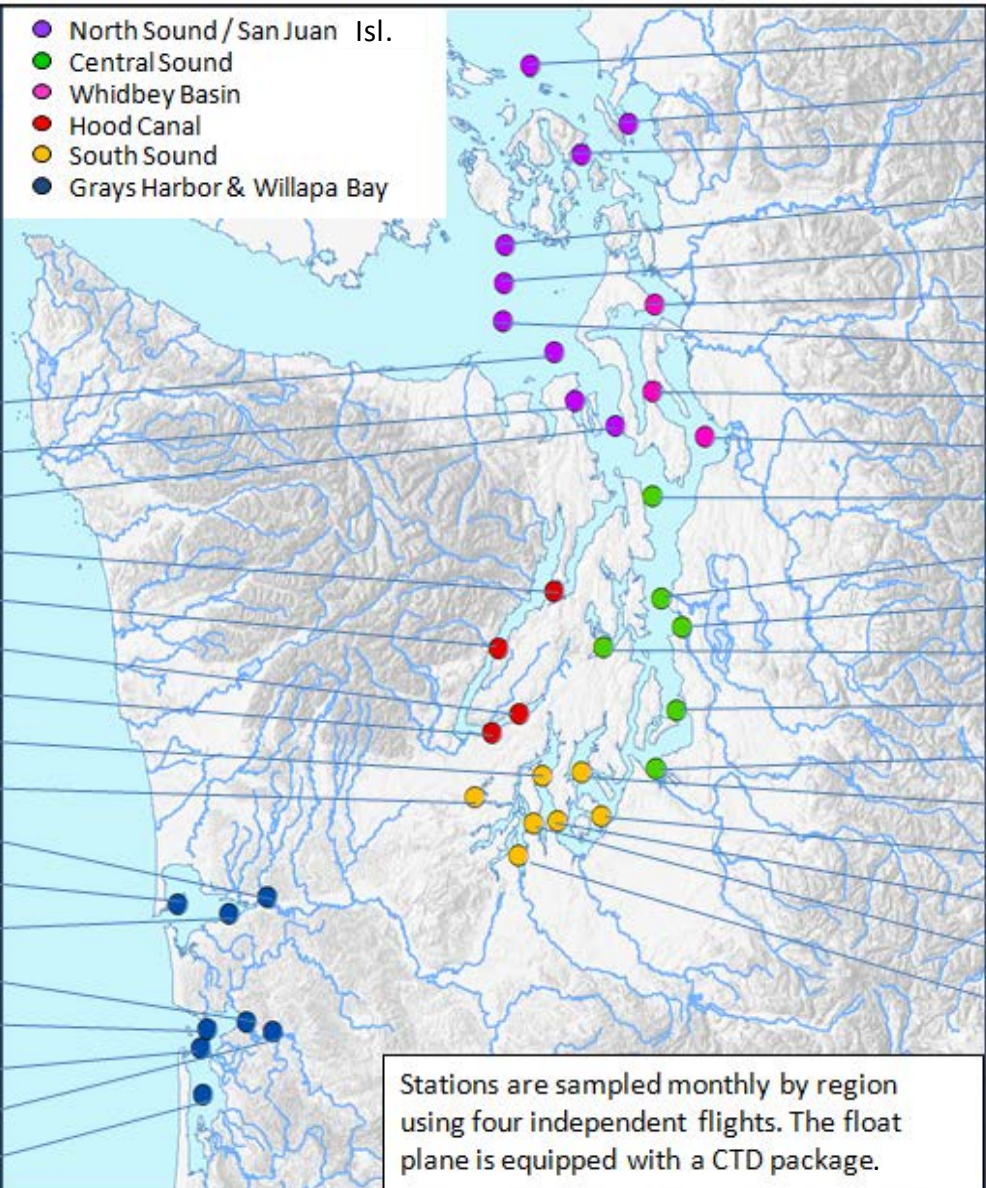 North Sound / San Juan Isl.
Central Sound
Whidbey Basin
Hood Canal
South Sound
Grays Harbor & Willapa Bay
Stations are sampled monthly by region
using four independent flights. The float
plane is equipped with a CTD package.